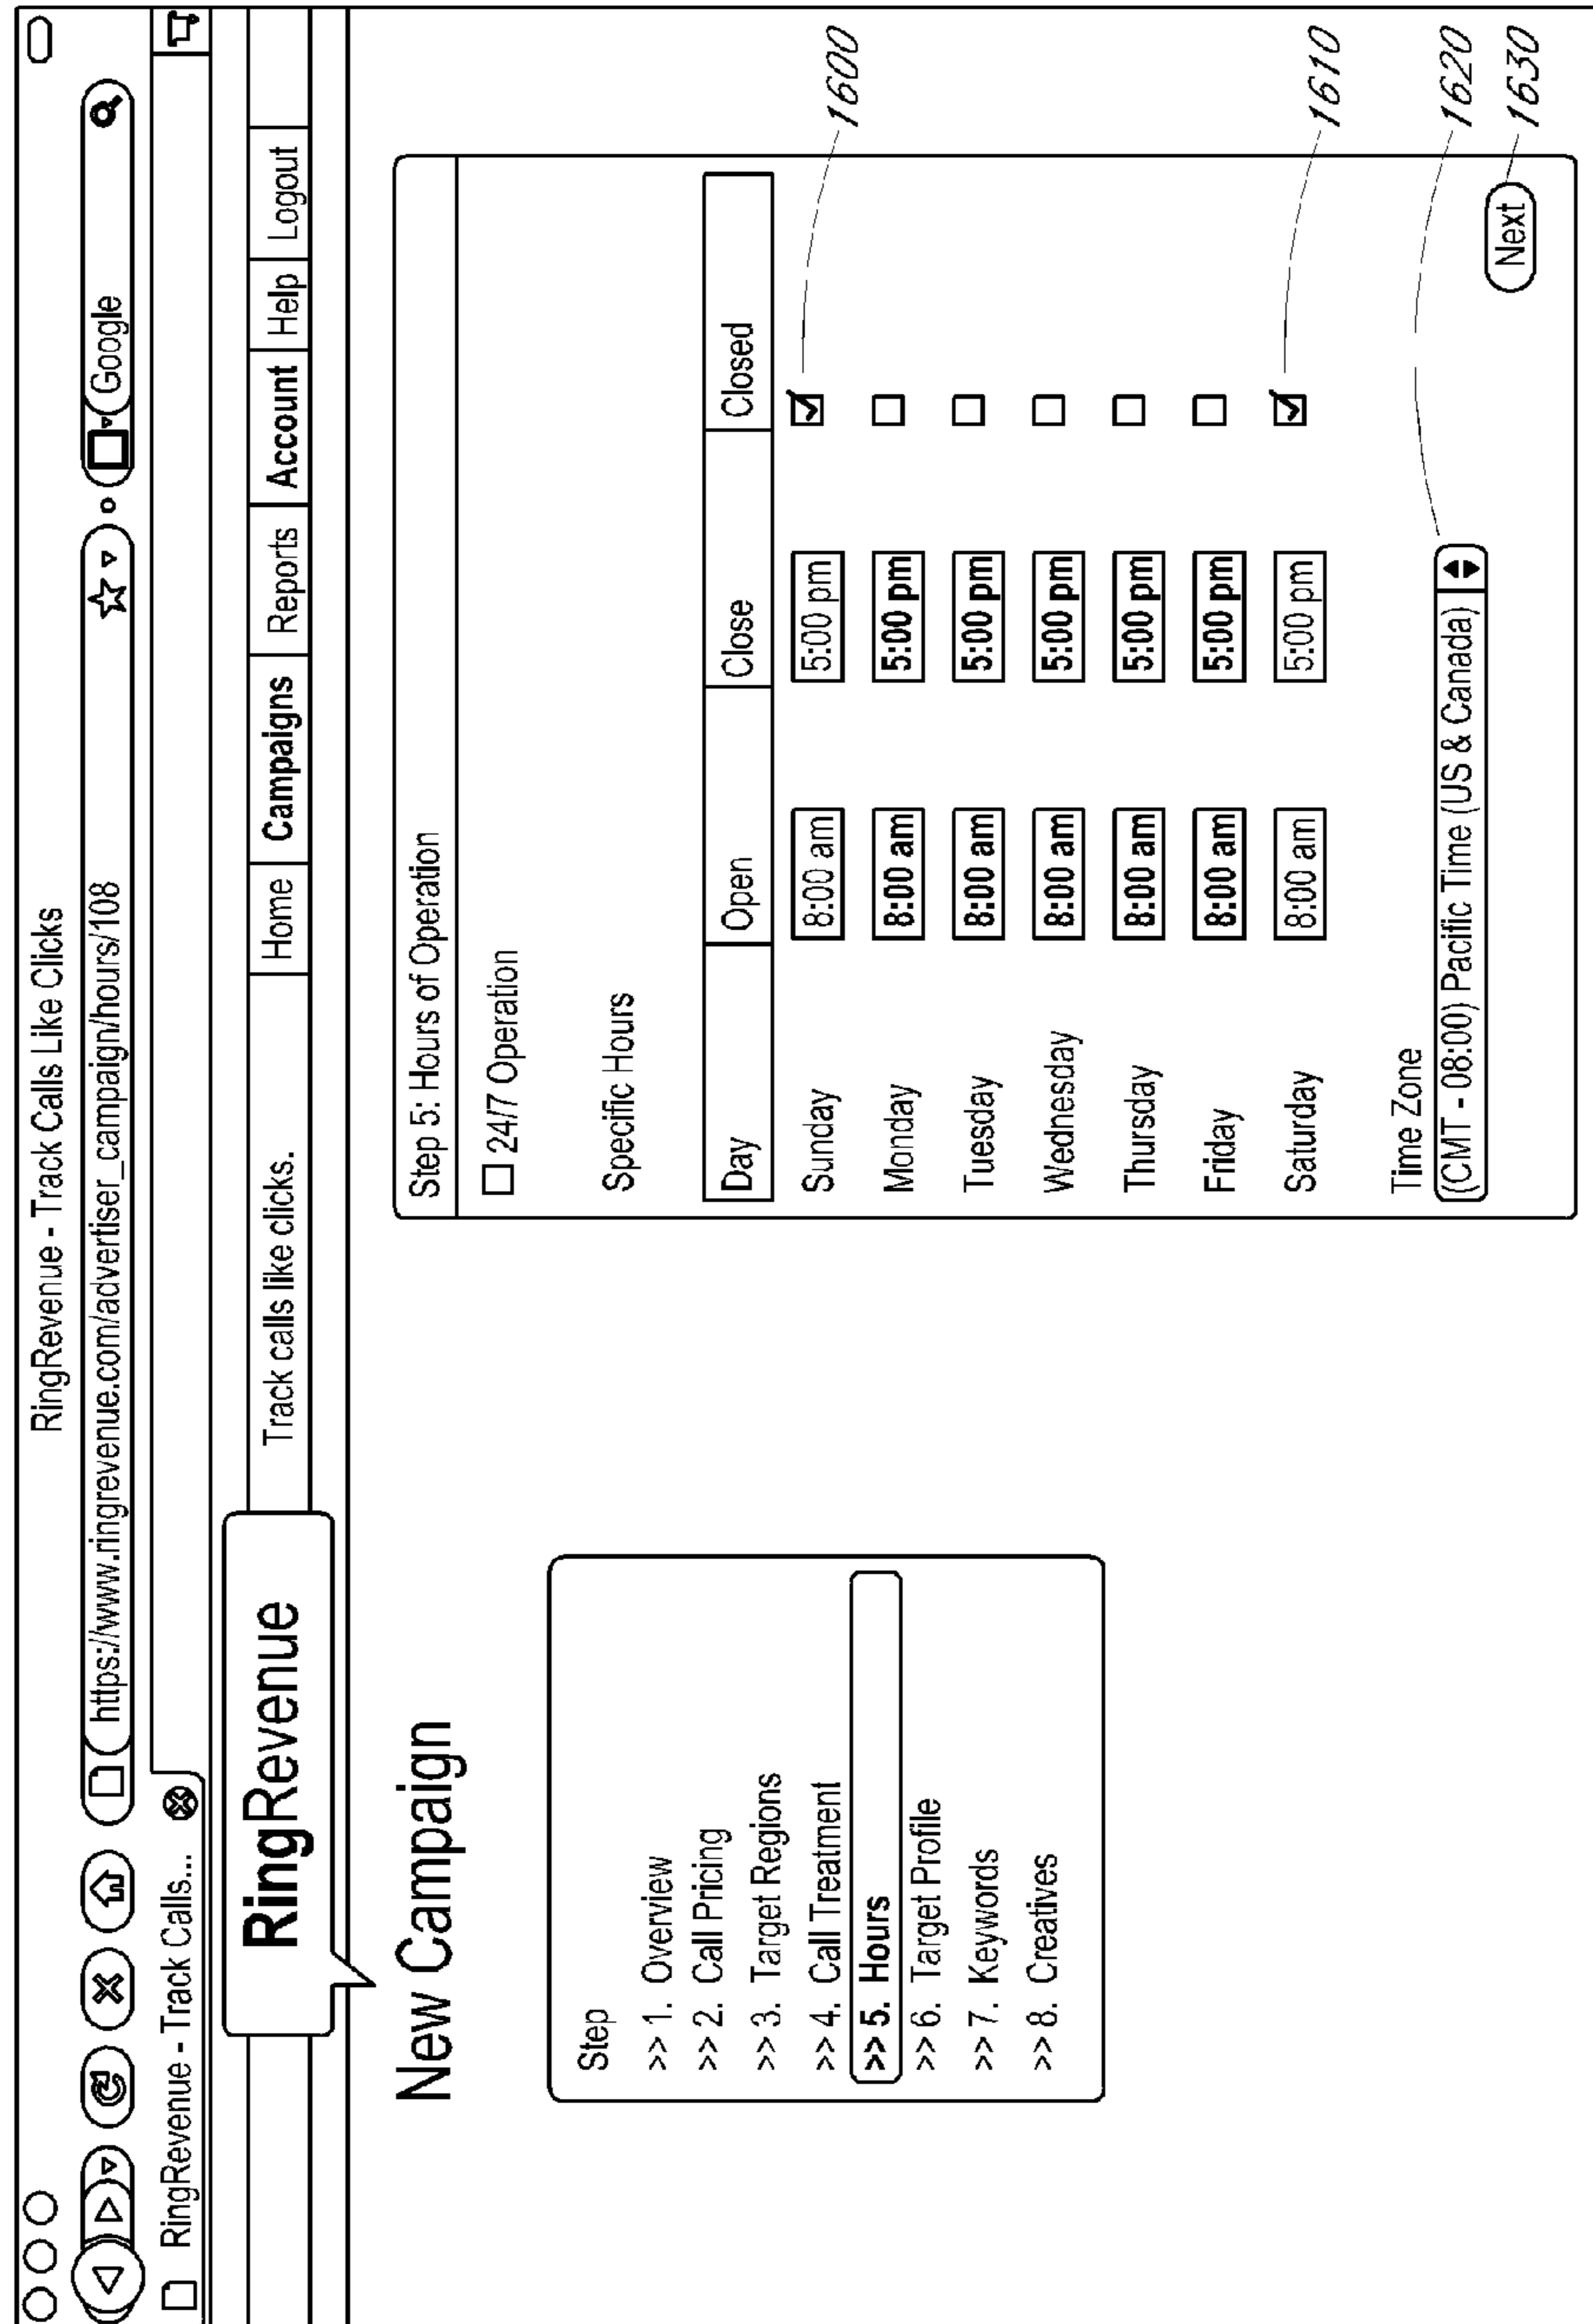 RingRevenue - Track Calls Like Clicks
https://www.ringrevenue.com/advertiser_campaign/hours/108
Google
RingRevenue - Track Calls...
RingRevenue
Track calls like clicks.
Home
Campaigns
Reports
Account
Help
Logout
New Campaign
Step
>> 1. Overview
>> 2. Call Pricing
>> 3. Target Regions
>> 4. Call Treatment
>> 5. Hours
>> 6. Target Profile
>> 7. Keywords
>> 8. Creatives
Step 5: Hours of Operation
24/7 Operation
Specific Hours
Day Open Close Closed
Sunday 8:00 am 5:00 pm 1600
Monday 8:00 am 5:00 pm
Tuesday 8:00 am 5:00 pm
Wednesday 8:00 am 5:00 pm
Thursday 8:00 am 5:00 pm
Friday 8:00 am 5:00 pm
Saturday 8:00 am 5:00 pm 1610
Time Zone
(CMT - 08:00) Pacific Time (US & Canada) 1620
Next 1630